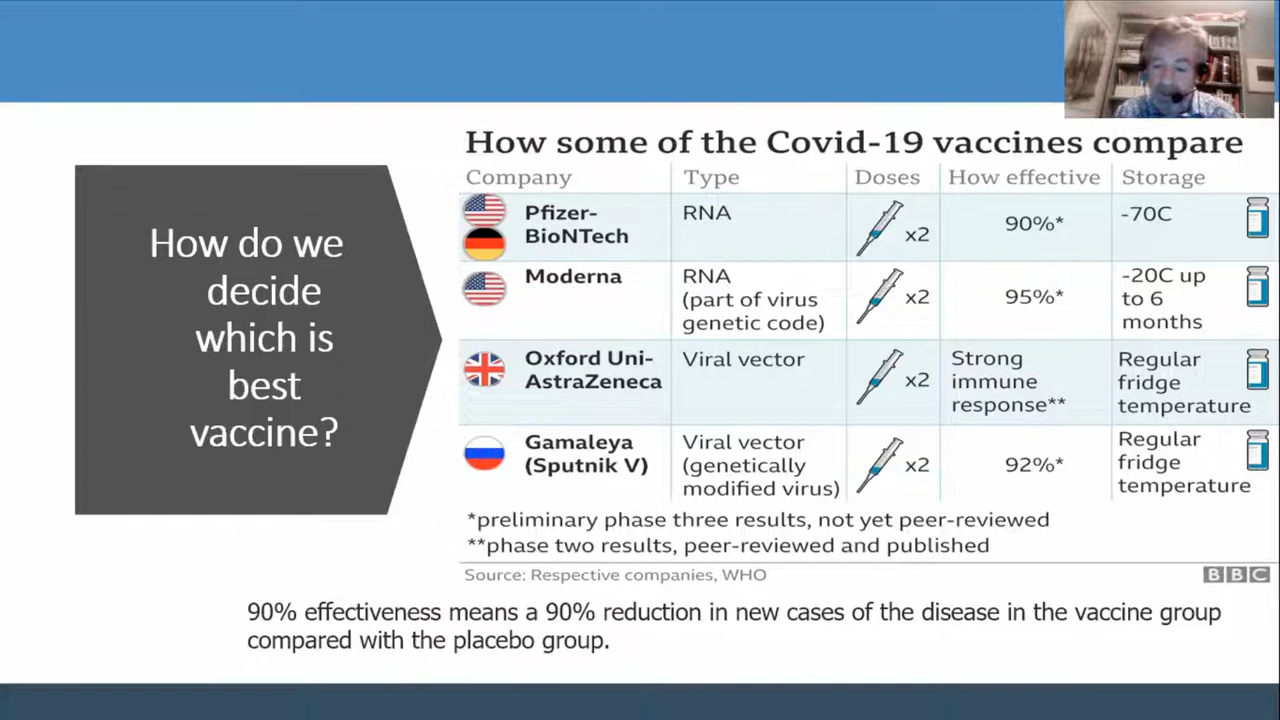 How do we
decide
which is
best
vaccine?
How some of the Covid-19 vaccines compare
Company Type Doses How effective Storage
Pfizer-
BioNTech
RNA
x2
90%*
-70C
Moderna
RNA
(part of virus
genetic code)
x2
95%*
-20C up
to 6
months
Oxford Uni-
AstraZeneca
Viral vector
x2
Strong
immune
response**
Regular
fridge
temperature
Gamaleya
(Sputnik V)
Viral vector
(genetically
modified virus)
x2
92%*
Regular
fridge
temperature
*preliminary phase three results, not yet peer-reviewed
**phase two results, peer-reviewed and published
Source: Respective companies, WHO
BBC
90% effectiveness means a 90% reduction in new cases of the disease in the vaccine group
compared with the placebo group.